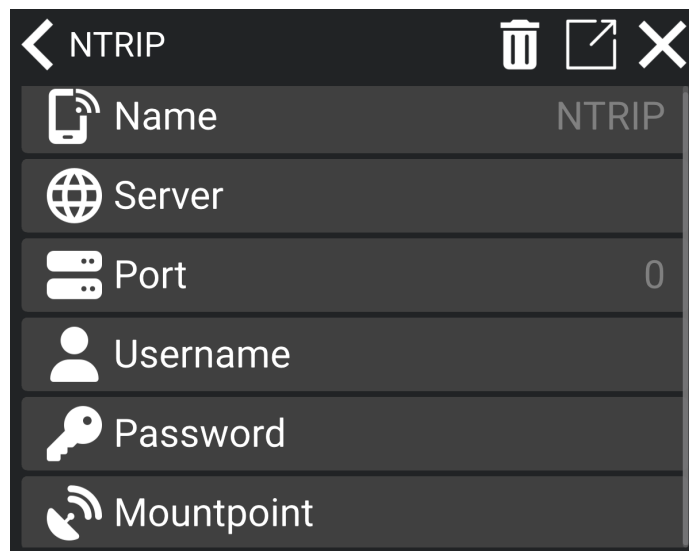 NTRIP
Name NTRIP
Server
Port 0
Username
Password
Mountpoint